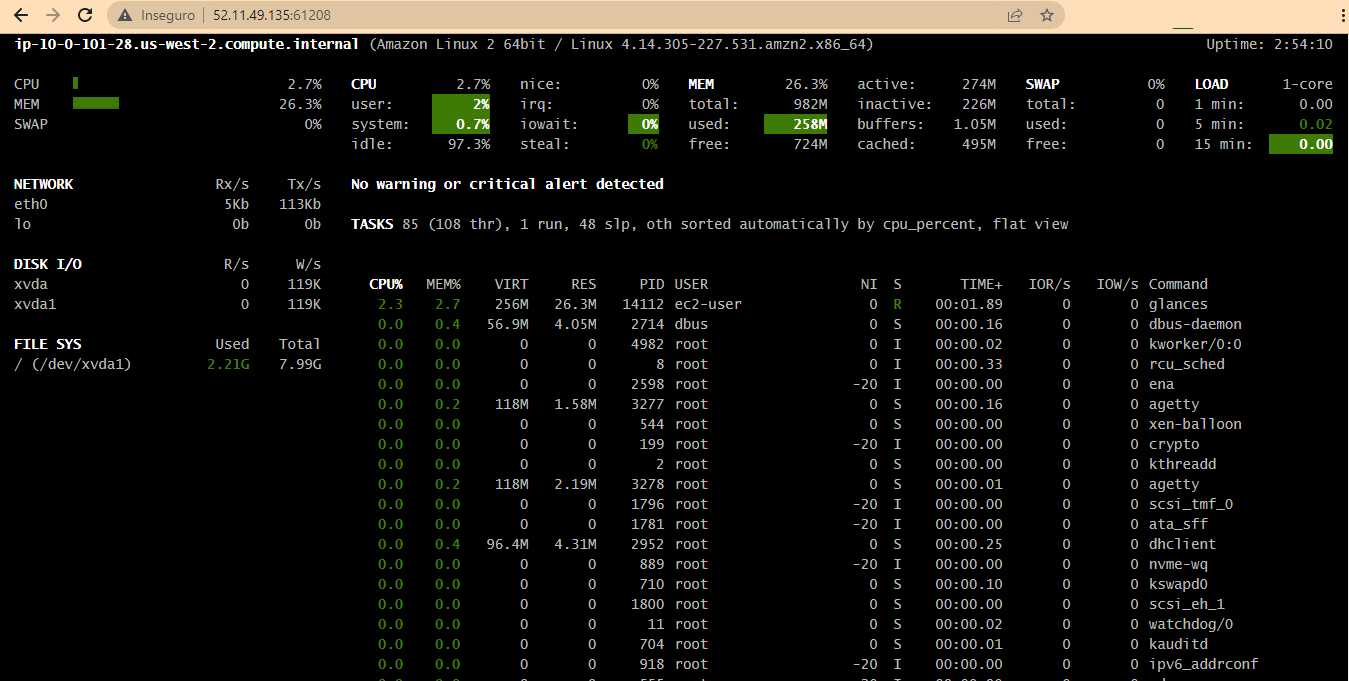 Inseguro | 52.11.49.135:61208
ip-10-0-101-28.us-west-2.compute.internal (Amazon Linux 2 64bit / Linux 4.14.305-227.531.amzn2.x86_64) Uptime: 2:54:10
CPU 2.7% CPU 2.7% nice: 0% MEM 26.3% active: 274M SWAP 0% LOAD 1-core
MEM 26.3% user: 2% irq: 0% total: 982M inactive: 226M total: 0 1 min: 0.00
SWAP 0% system: 0.7% iowait: 0% used: 258M buffers: 1.05M used: 0 5 min: 0.02
idle: 97.3% steal: 0% free: 724M cached: 495M free: 0 15 min: 0.00
NETWORK Rx/s Tx/s No warning or critical alert detected
eth0 5Kb 113Kb
lo 0b 0b TASKS 85 (108 thr), 1 run, 48 slp, oth sorted automatically by cpu_percent, flat view
DISK I/O R/s W/s
xvda 0 119K CPU% MEM% VIRT RES PID USER NI S TIME+ IOR/s IOW/s Command
xvda1 0 119K 2.3 2.7 256M 26.3M 14112 ec2-user 0 R 00:01.89 0 0 glances
0.0 0.4 56.9M 4.05M 2714 dbus 0 S 00:00.16 0 0 dbus-daemon
FILE SYS Used Total 0.0 0.0 0 0 4982 root 0 I 00:00.02 0 0 kworker/0:0
/ (/dev/xvda1) 2.21G 7.99G 0.0 0.0 0 0 8 root 0 I 00:00.33 0 0 rcu_sched
0.0 0.0 0 0 2598 root -20 I 00:00.00 0 0 ena
0.0 0.2 118M 1.58M 3277 root 0 S 00:00.16 0 0 agetty
0.0 0.0 0 0 544 root 0 S 00:00.00 0 0 xen-balloon
0.0 0.0 0 0 199 root -20 I 00:00.00 0 0 crypto
0.0 0.0 0 0 2 root 0 S 00:00.00 0 0 kthreadd
0.0 0.2 118M 2.19M 3278 root 0 S 00:00.01 0 0 agetty
0.0 0.0 0 0 1796 root -20 I 00:00.00 0 0 scsi_tmf_0
0.0 0.0 0 0 1781 root -20 I 00:00.00 0 0 ata_sff
0.0 0.4 96.4M 4.31M 2952 root 0 S 00:00.25 0 0 dhclient
0.0 0.0 0 0 889 root -20 I 00:00.00 0 0 nvme-wq
0.0 0.0 0 0 710 root 0 S 00:00.10 0 0 kswapd0
0.0 0.0 0 0 1800 root 0 S 00:00.00 0 0 scsi_eh_1
0.0 0.0 0 0 11 root 0 S 00:00.02 0 0 watchdog/0
0.0 0.0 0 0 704 root 0 S 00:00.01 0 0 kauditd
0.0 0.0 0 0 918 root -20 I 00:00.00 0 0 ipv6_addrconf